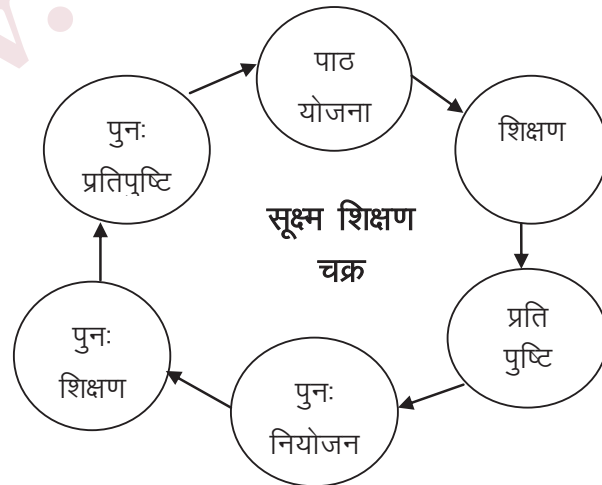 पाठ
योजना
शिक्षण
प्रति
पुष्टि
पुनः
नियोजन
पुनः
शिक्षण
पुनः
प्रतिपुष्टि
सूक्ष्म शिक्षण
चक्र